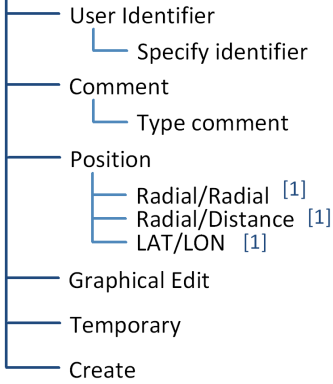 User Identifier
Specify identifier
Comment
Type comment
Position
Radial/Radial [1]
Radial/Distance [1]
LAT/LON [1]
Graphical Edit
Temporary
Create